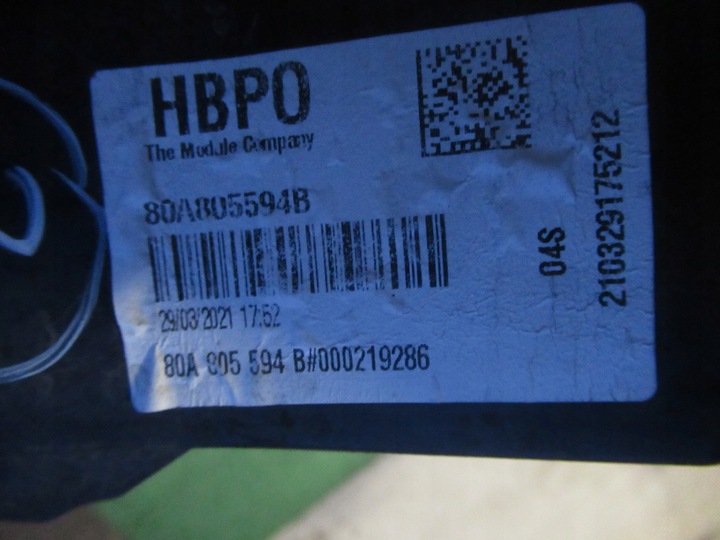 HBPO
The Module Company
80A805594B
29/03/2021 17:52
80A 805 594 B#000219286
04S
210329175212